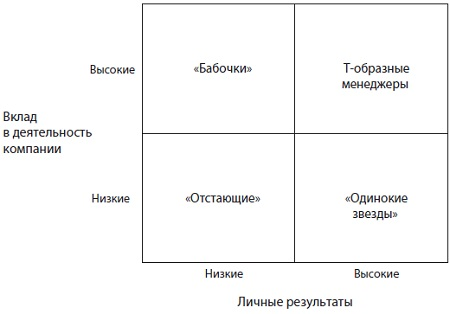 Высокие
«Бабочки»
Т-образные
менеджеры
Вклад
в деятельность
компании
Низкие
«Отстающие»
«Одинокие
звезды»
Низкие
Высокие
Личные результаты